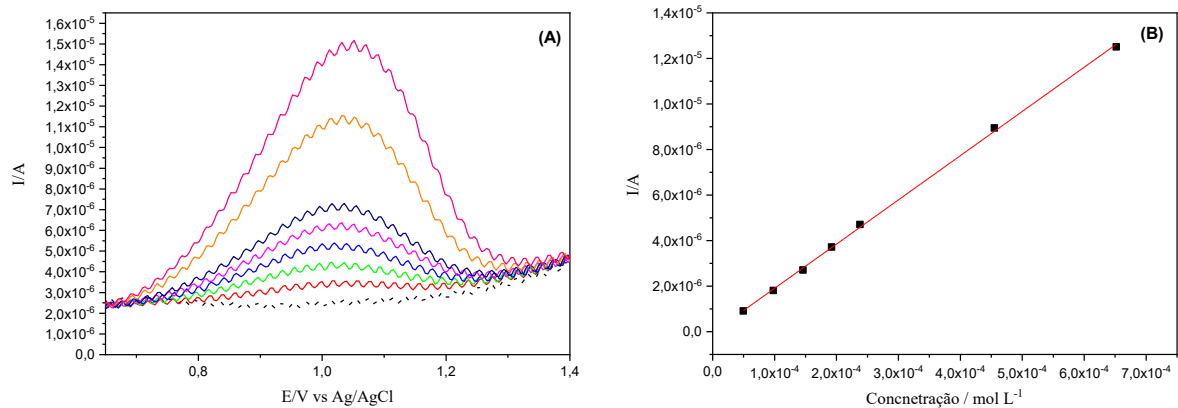 (A)
1,6x10⁻⁵
1,5x10⁻⁵
1,4x10⁻⁵
1,3x10⁻⁵
1,2x10⁻⁵
1,1x10⁻⁵
1,0x10⁻⁵
9,0x10⁻⁶
8,0x10⁻⁶
7,0x10⁻⁶
6,0x10⁻⁶
5,0x10⁻⁶
4,0x10⁻⁶
3,0x10⁻⁶
2,0x10⁻⁶
1,0x10⁻⁶
0,0
I/A
0,8 1,0 1,2 1,4
E/V vs Ag/AgCl
(B)
1,4x10⁻⁵
1,2x10⁻⁵
1,0x10⁻⁵
8,0x10⁻⁶
6,0x10⁻⁶
4,0x10⁻⁶
2,0x10⁻⁶
0,0
I/A
0,0 1,0x10⁻⁴ 2,0x10⁻⁴ 3,0x10⁻⁴ 4,0x10⁻⁴ 5,0x10⁻⁴ 6,0x10⁻⁴ 7,0x10⁻⁴
Concnetração / mol L⁻¹